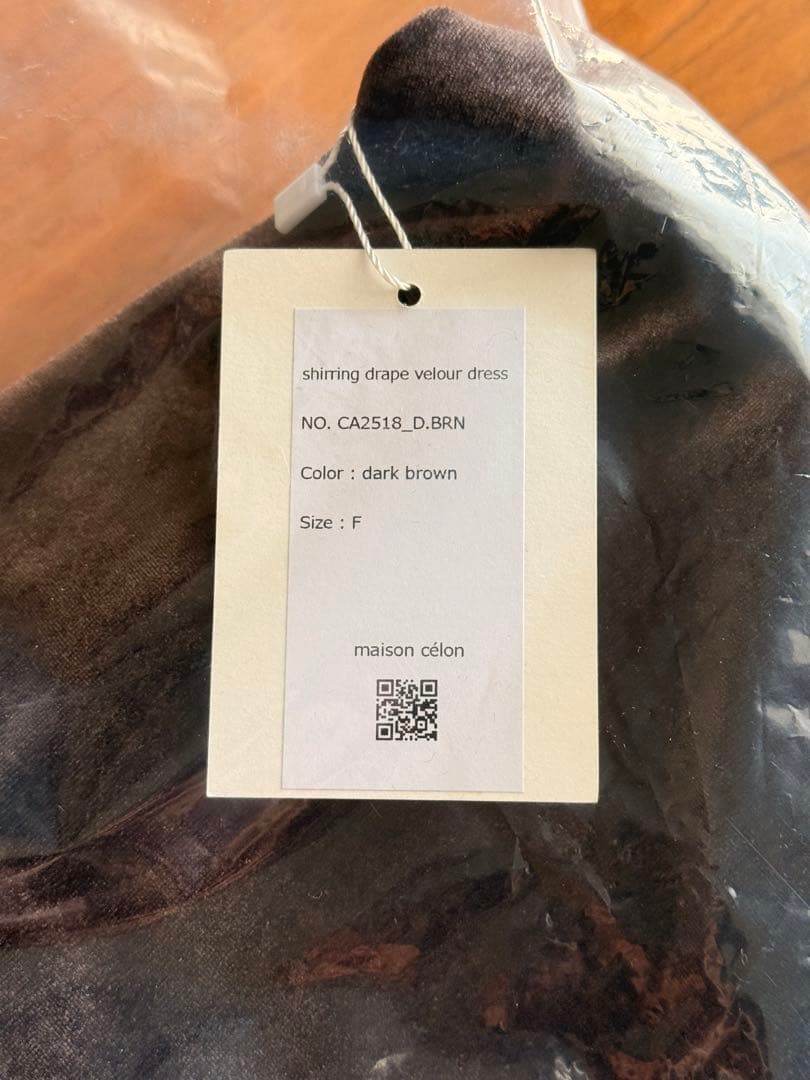 shirring drape velour dress
NO. CA2518_D.BRN
Color : dark brown
Size : F
maison célon